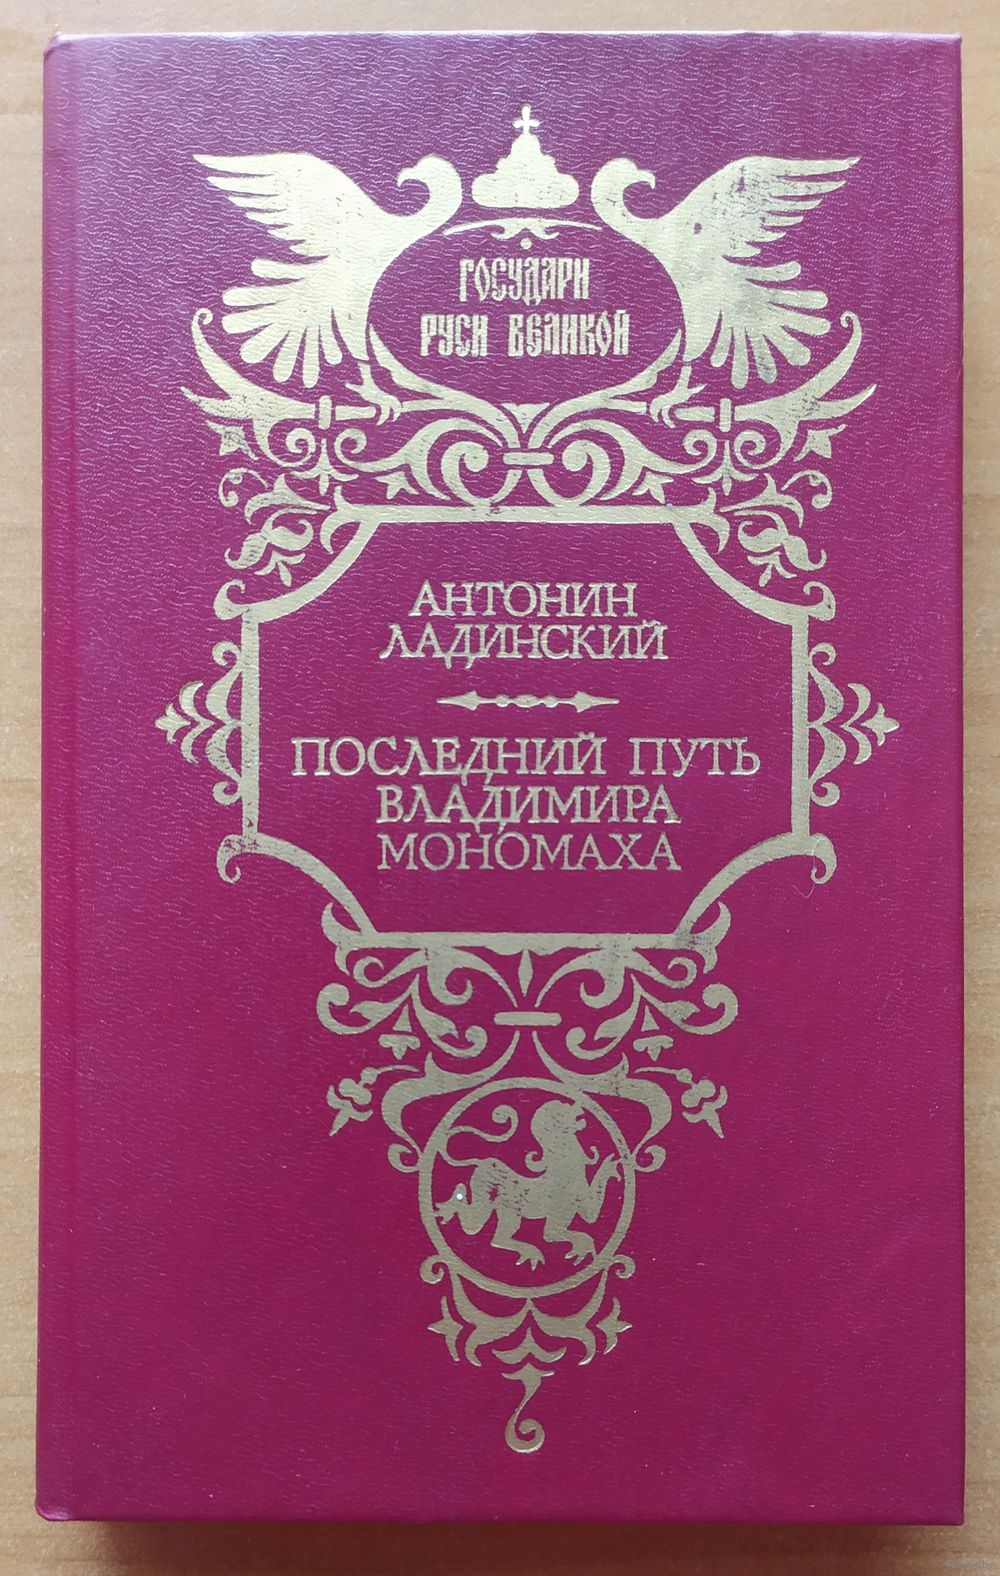 ГОСУДАРИ
РУСИ ВЕЛИКОЙ
АНТОНИН
ЛАДИНСКИЙ
ПОСЛЕДНИЙ ПУТЬ
ВЛАДИМИРА
МОНОМАХА